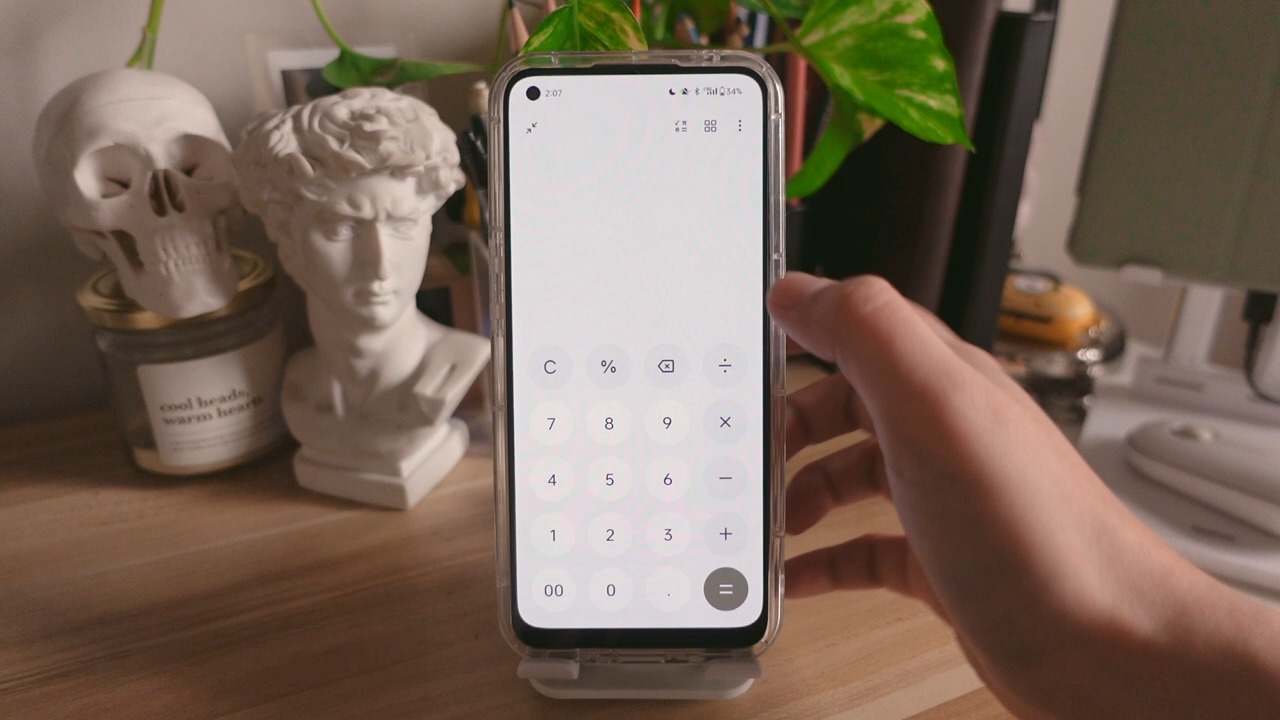 2:07
34%
C % ÷
7 8 9 ×
4 5 6 −
1 2 3 +
00 0 . =
cool heads,
warm hearts